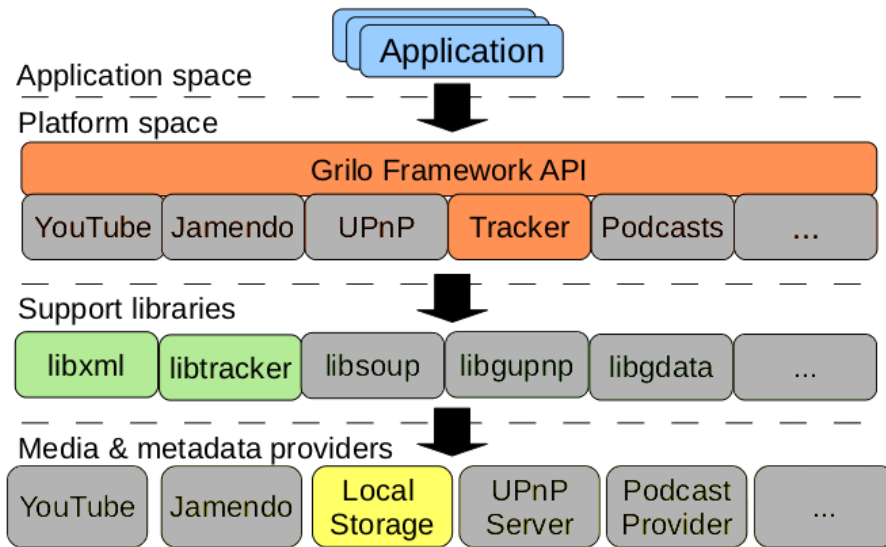 Application
Application space
Platform space
Grilo Framework API
YouTube Jamendo UPnP Tracker Podcasts ...
Support libraries
libxml libtracker libsoup libgupnp libgdata ...
Media & metadata providers
YouTube Jamendo Local Storage UPnP Server Podcast Provider ...